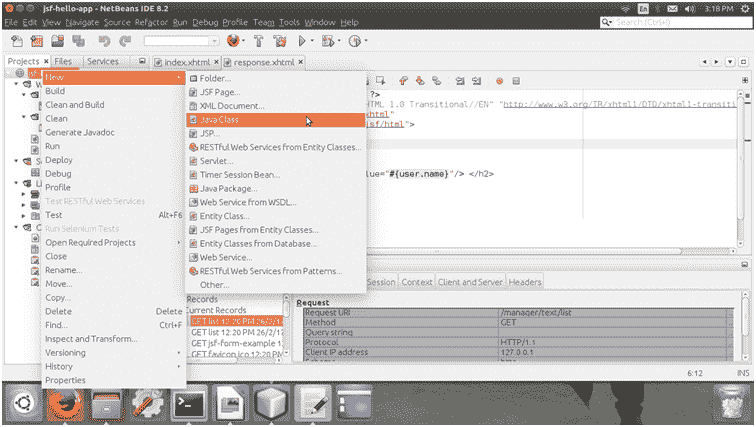 jsf-hello-app - NetBeans IDE 8.2
En
3:18 PM
File Edit View Navigate Source Refactor Run Debug Profile Team Tools Window Help
Search (Ctrl+I)
Projects
Files
Services
index.xhtml
response.xhtml
New
Build
Clean and Build
Clean
Generate Javadoc
Run
Deploy
Debug
Profile
Test RESTful Web Services
Test Alt+F6
Run Selenium Tests
Open Required Projects
Close
Rename...
Move...
Copy...
Delete Delete
Find... Ctrl+F
Inspect and Transform...
Versioning
History
Properties
Folder...
JSF Page...
XML Document...
Java Class
JSP...
RESTful Web Services from Entity Classes...
Servlet...
Timer Session Bean...
Java Package...
Web Service from WSDL...
Entity Class...
JSF Pages from Entity Classes...
Entity Classes from Database...
Web Service...
RESTful Web Services from Patterns...
Other...
?>
HTML 1.0 Transitional//EN" "http://www.w3.org/TR/xhtml1/DTD/xhtml1-transiti
html"
jsf/html">
alue="#{user.name}"/> </h2>
Session
Context
Client and Server
Headers
Records
Current Records
GET list 12:20 PM 26/2/17
GET list 12:20 PM 26/2/1
GET jsf-form-example 1
GET favicon.ico 12:20 P
Request
Request URI /manager/text/list
Method GET
Query string
Protocol HTTP/1.1
Client IP address 127.0.0.1
Scheme http
6:12
INS